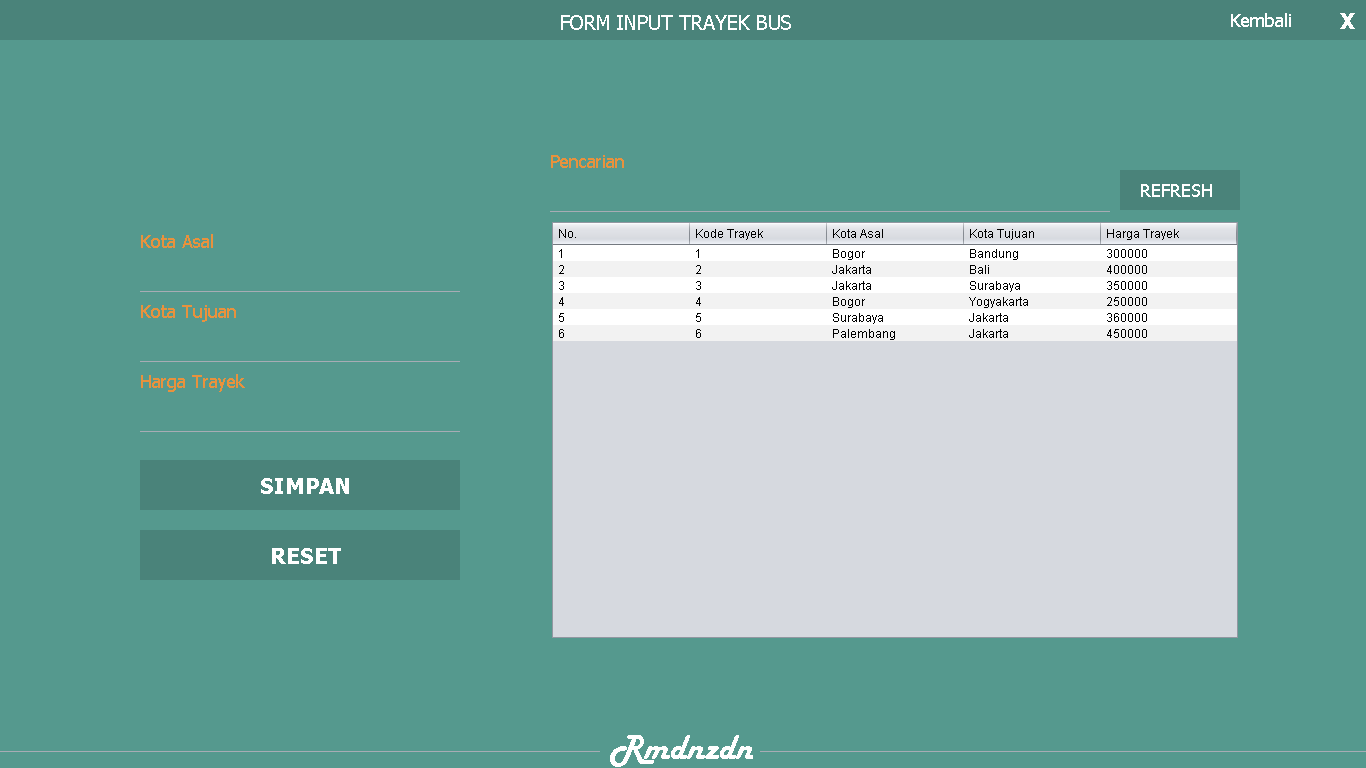 FORM INPUT TRAYEK BUS
Kembali
X
Pencarian
REFRESH
Kota Asal
Kota Tujuan
Harga Trayek
SIMPAN
RESET
No. Kode Trayek Kota Asal Kota Tujuan Harga Trayek
1 1 Bogor Bandung 300000
2 2 Jakarta Bali 400000
3 3 Jakarta Surabaya 350000
4 4 Bogor Yogyakarta 250000
5 5 Surabaya Jakarta 360000
6 6 Palembang Jakarta 450000
Rmdnzdn